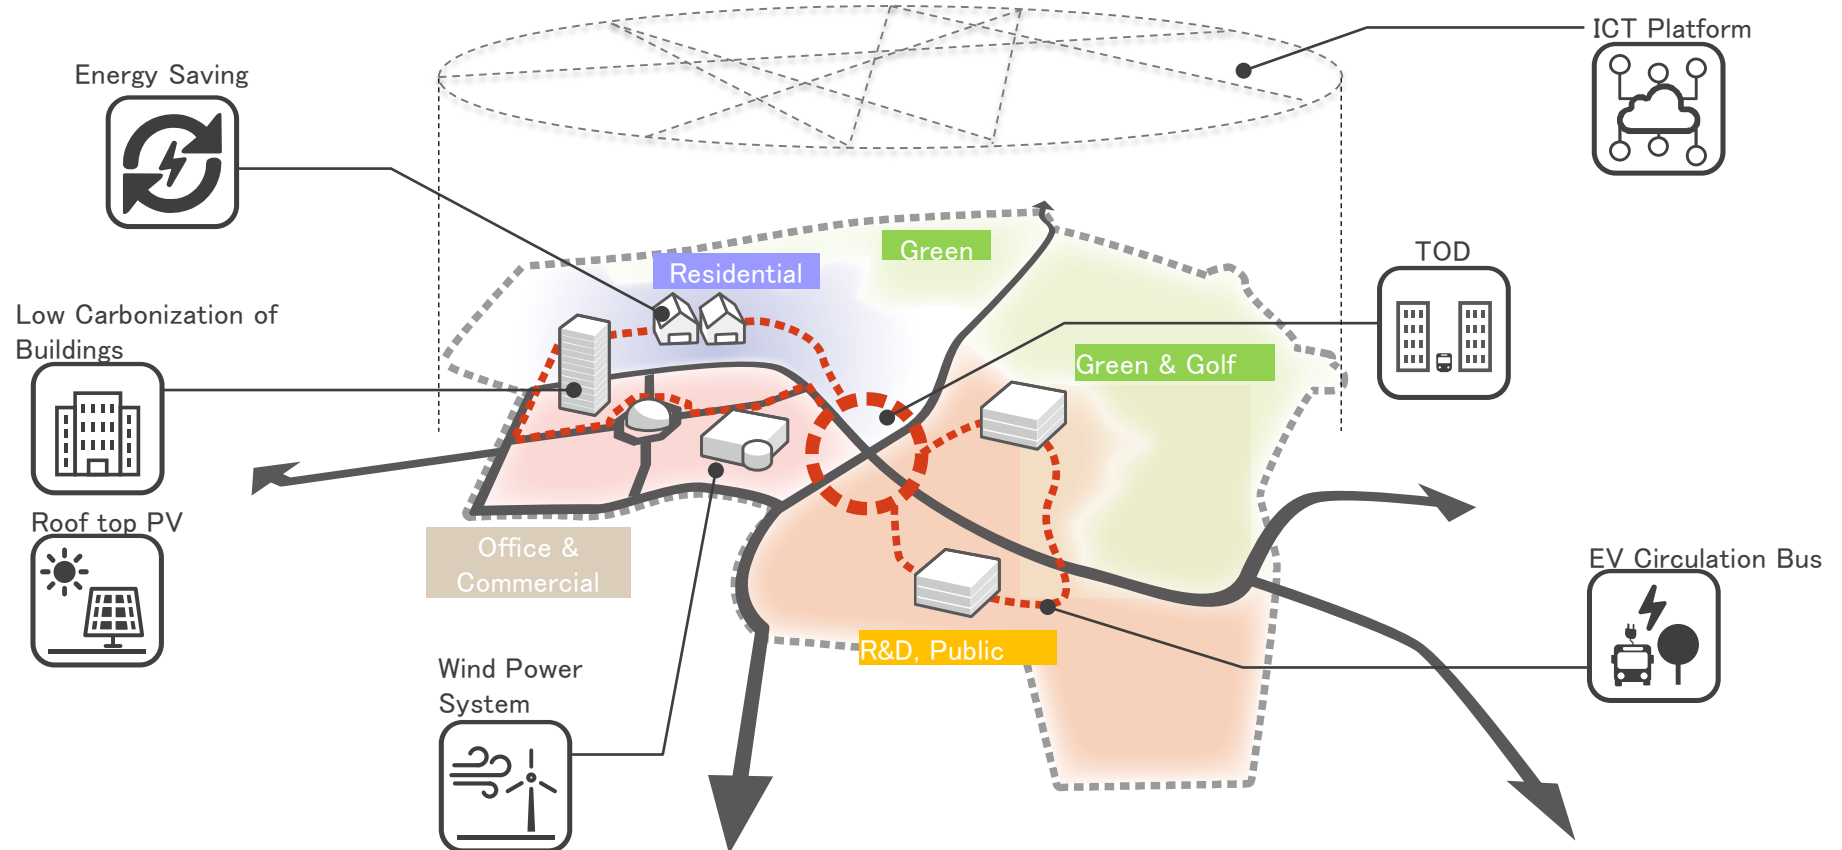 ICT Platform
Energy Saving
Green
TOD
Residential
Low Carbonization of
Buildings
Green & Golf
Roof top PV
Office &
Commercial
EV Circulation Bus
R&D, Public
Wind Power
System